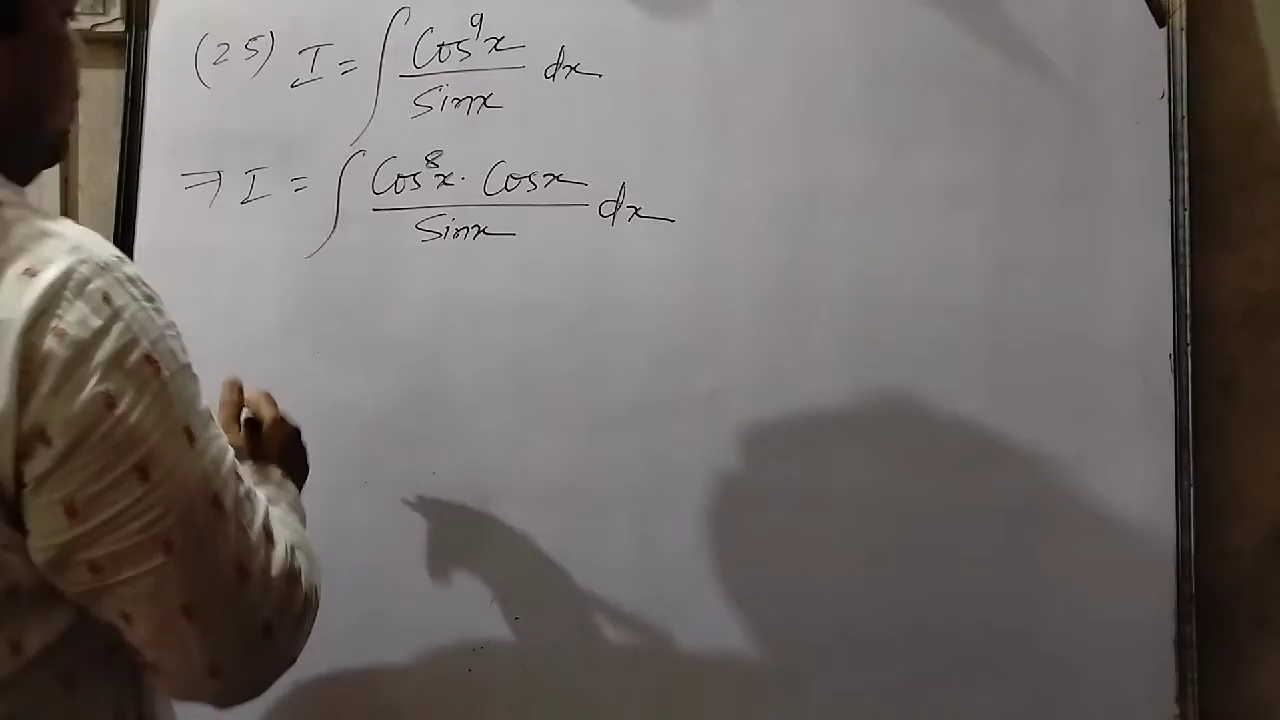 (25) I = ∫ Cos⁹x / Sinx dx
⇒ I = ∫ Cos⁸x · Cosx / Sinx dx